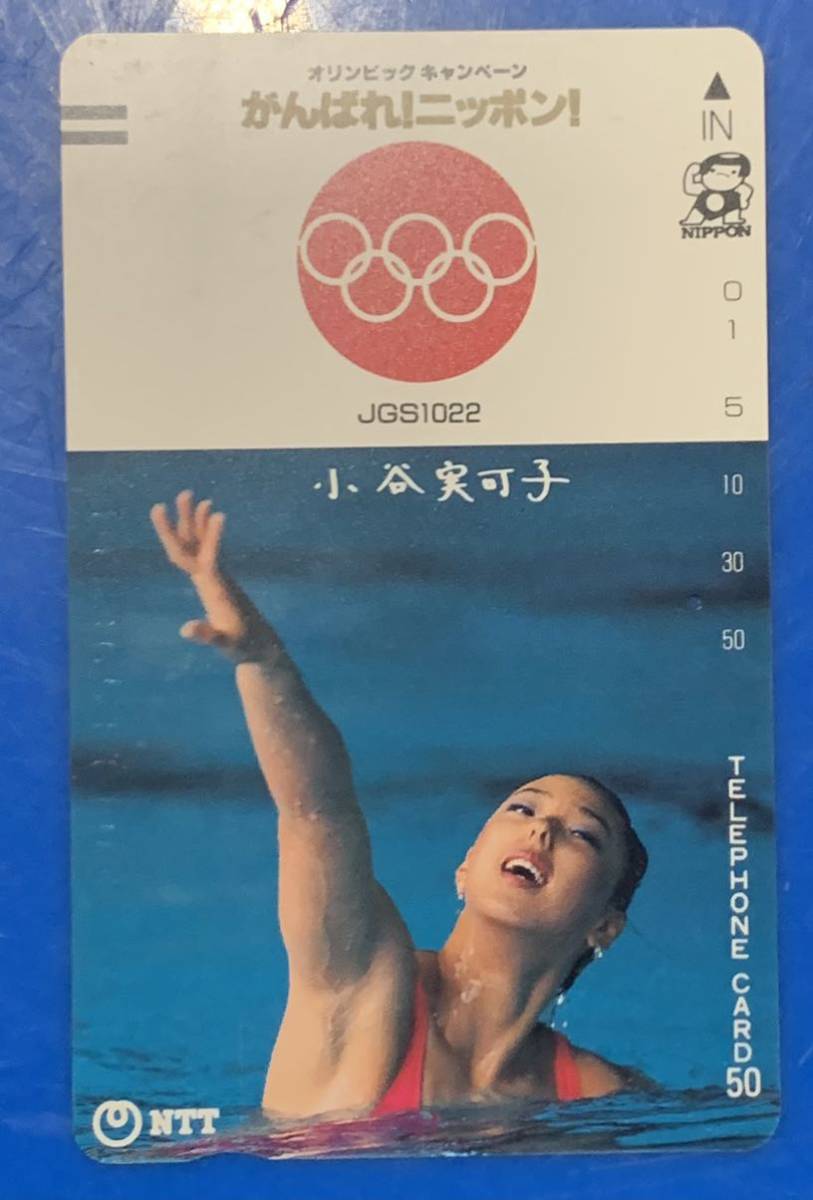 オリンピックキャンペーン
がんばれ!ニッポン!
IN
NIPPON
0
1
JGS1022
5
小谷実可子
10
30
50
TELEPHONE CARD
50
NTT